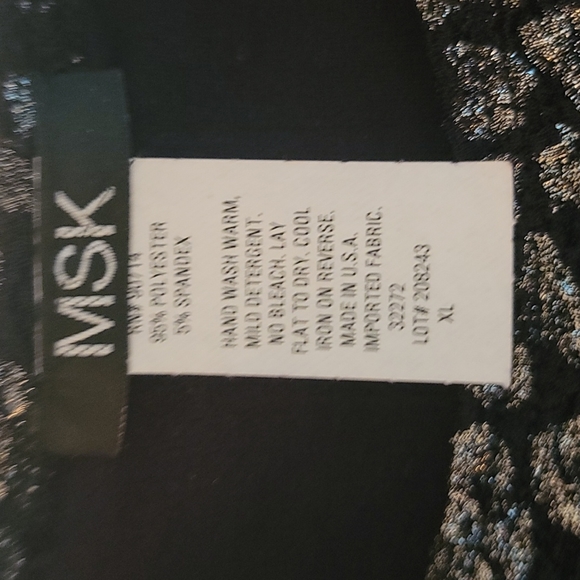 MSK
95% POLYESTER
5% SPANDEX
HAND WASH WARM,
MILD DETERGENT.
NO BLEACH. LAY
FLAT TO DRY, COOL
IRON ON REVERSE.
MADE IN U.S.A.
IMPORTED FABRIC.
32272
LOT# 208243
XL